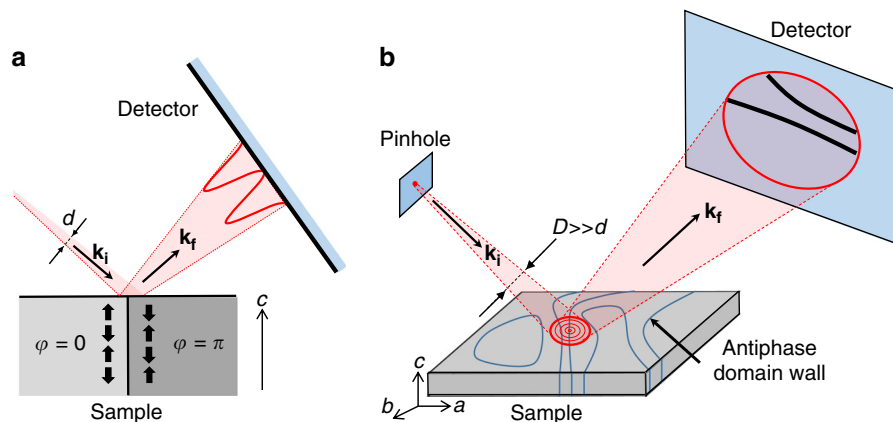 a
Detector
d
k_i
k_f
φ = 0
φ = π
c
Sample
b
Detector
Pinhole
k_i
D>>d
k_f
Antiphase
domain wall
c
b
a
Sample